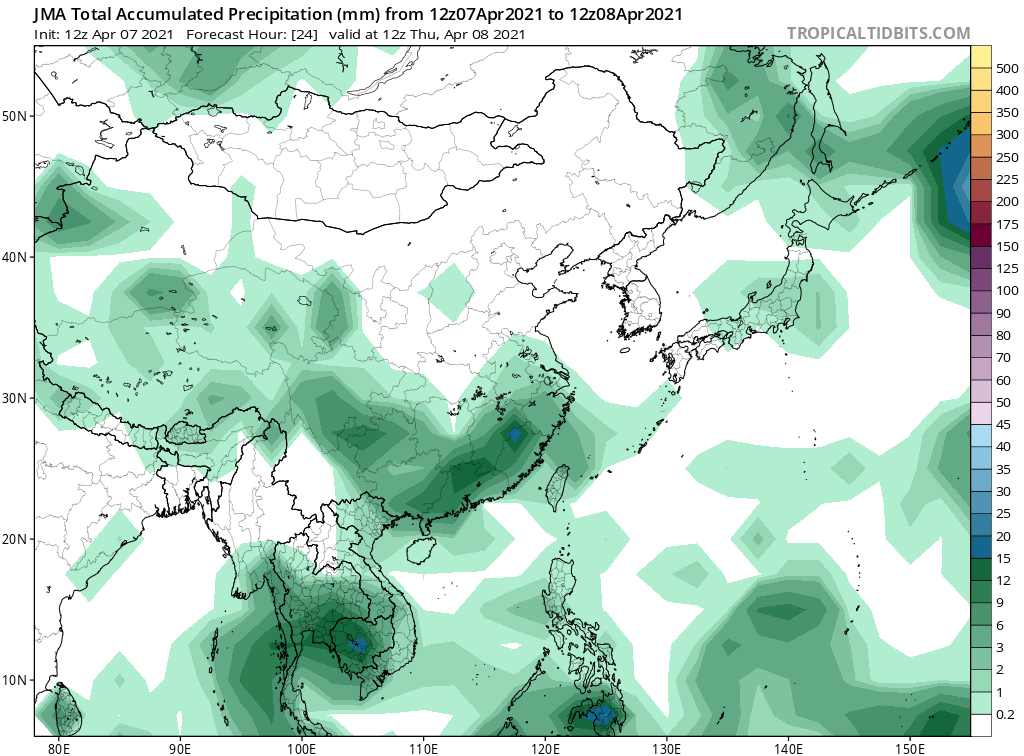 JMA Total Accumulated Precipitation (mm) from 12z07Apr2021 to 12z08Apr2021
Init: 12z Apr 07 2021 Forecast Hour: [24] valid at 12z Thu, Apr 08 2021
TROPICALTIDBITS.COM
50N
40N
30N
20N
10N
80E
90E
100E
110E
120E
130E
140E
150E
500
400
350
300
250
225
200
175
150
125
100
90
80
70
60
50
45
40
35
30
25
20
15
12
9
6
3
2
1
0.2